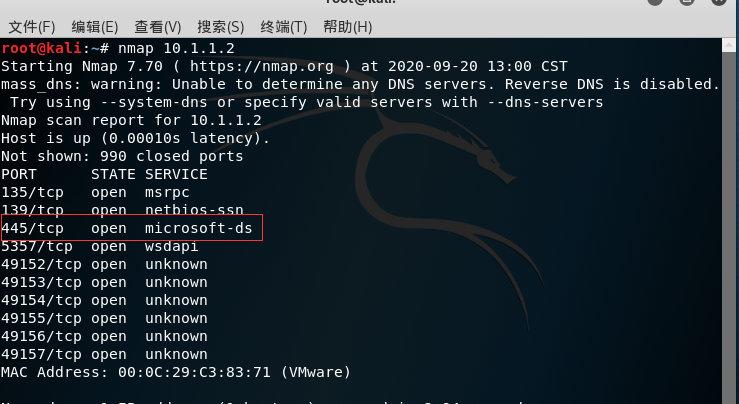 root@kali:
文件(F) 编辑(E) 查看(V) 搜索(S) 终端(T) 帮助(H)
root@kali:~# nmap 10.1.1.2
Starting Nmap 7.70 ( https://nmap.org ) at 2020-09-20 13:00 CST
mass_dns: warning: Unable to determine any DNS servers. Reverse DNS is disabled.
Try using --system-dns or specify valid servers with --dns-servers
Nmap scan report for 10.1.1.2
Host is up (0.00010s latency).
Not shown: 990 closed ports
PORT STATE SERVICE
135/tcp open msrpc
139/tcp open netbios-ssn
445/tcp open microsoft-ds
5357/tcp open wsdapi
49152/tcp open unknown
49153/tcp open unknown
49154/tcp open unknown
49155/tcp open unknown
49156/tcp open unknown
49157/tcp open unknown
MAC Address: 00:0C:29:C3:83:71 (VMware)